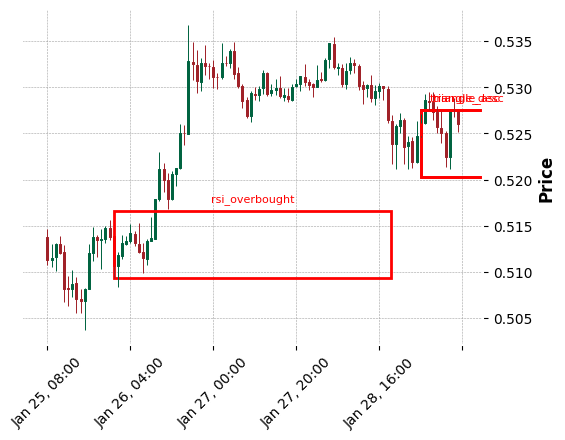 0.535
0.530
0.525
0.520
0.515
0.510
0.505
Price
rsi_overbought
triangle_desc
Jan 25, 08:00
Jan 26, 04:00
Jan 27, 00:00
Jan 27, 20:00
Jan 28, 16:00